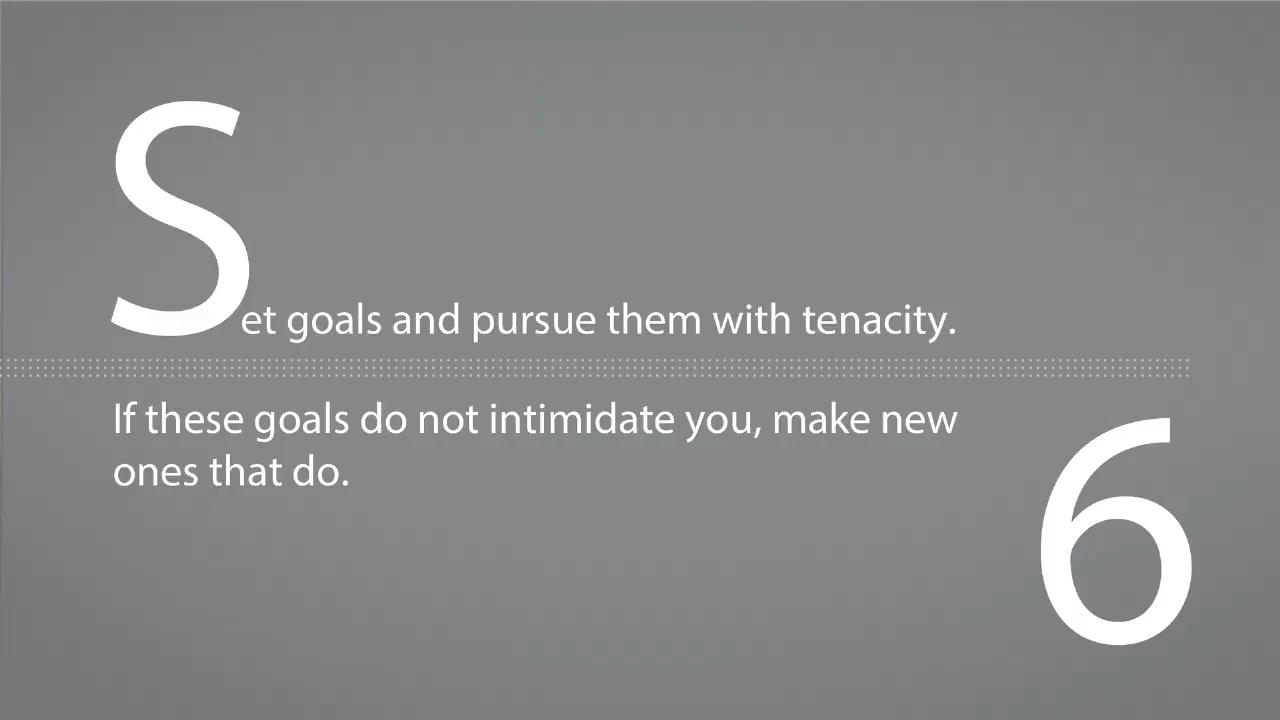 Set goals and pursue them with tenacity.
If these goals do not intimidate you, make new
ones that do.
6